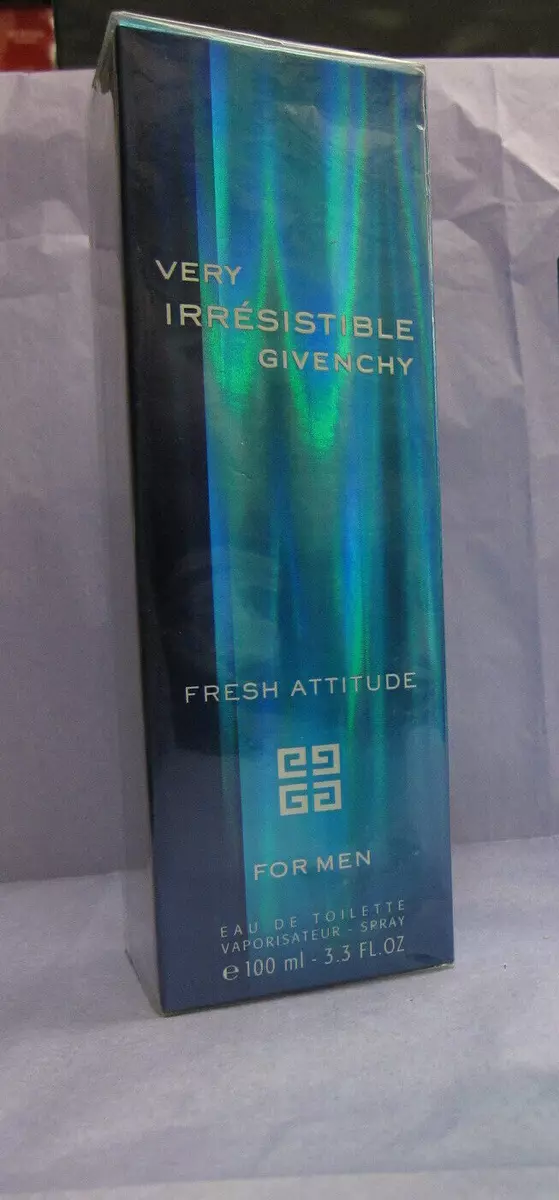 VERY
IRRÉSISTIBLE
GIVENCHY
FRESH ATTITUDE
FOR MEN
EAU DE TOILETTE
VAPORISATEUR - SPRAY
e 100 ml - 3.3 FL.OZ